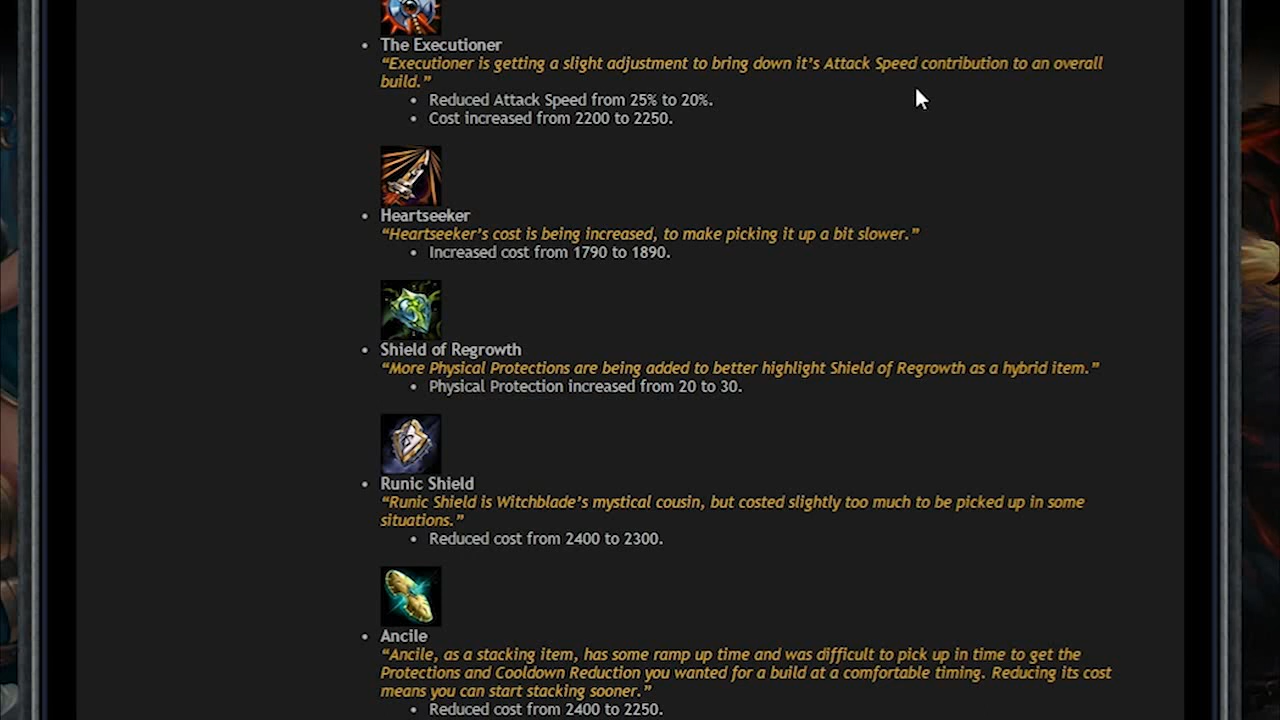 • The Executioner
“Executioner is getting a slight adjustment to bring down it’s Attack Speed contribution to an overall
build.”
• Reduced Attack Speed from 25% to 20%.
• Cost increased from 2200 to 2250.
• Heartseeker
“Heartseeker’s cost is being increased, to make picking it up a bit slower.”
• Increased cost from 1790 to 1890.
• Shield of Regrowth
“More Physical Protections are being added to better highlight Shield of Regrowth as a hybrid item.”
• Physical Protection increased from 20 to 30.
• Runic Shield
“Runic Shield is Witchblade’s mystical cousin, but costed slightly too much to be picked up in some
situations.”
• Reduced cost from 2400 to 2300.
• Ancile
“Ancile, as a stacking item, has some ramp up time and was difficult to pick up in time to get the
Protections and Cooldown Reduction you wanted for a build at a comfortable timing. Reducing its cost
means you can start stacking sooner.”
• Reduced cost from 2400 to 2250.